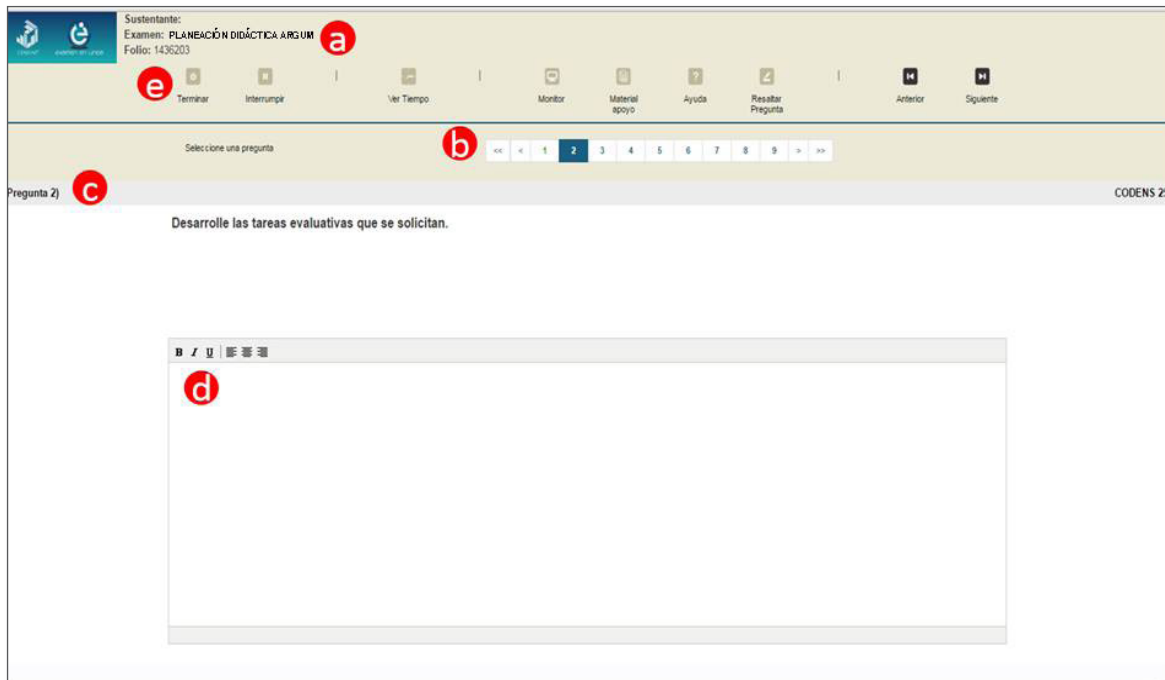 Sustentante:
Examen: PLANEACIÓN DIDÁCTICA ARGUM
Folio: 1436203
a
e
Terminar
Interrumpir
Ver Tiempo
Monitor
Material
apoyo
Ayuda
Resaltar
Pregunta
Anterior
Siguiente
Seleccione una pregunta
b
<< < 1 2 3 4 5 6 7 8 9 > >>
Pregunta 2)
c
CODENS 25
Desarrolle las tareas evaluativas que se solicitan.
B I U
d